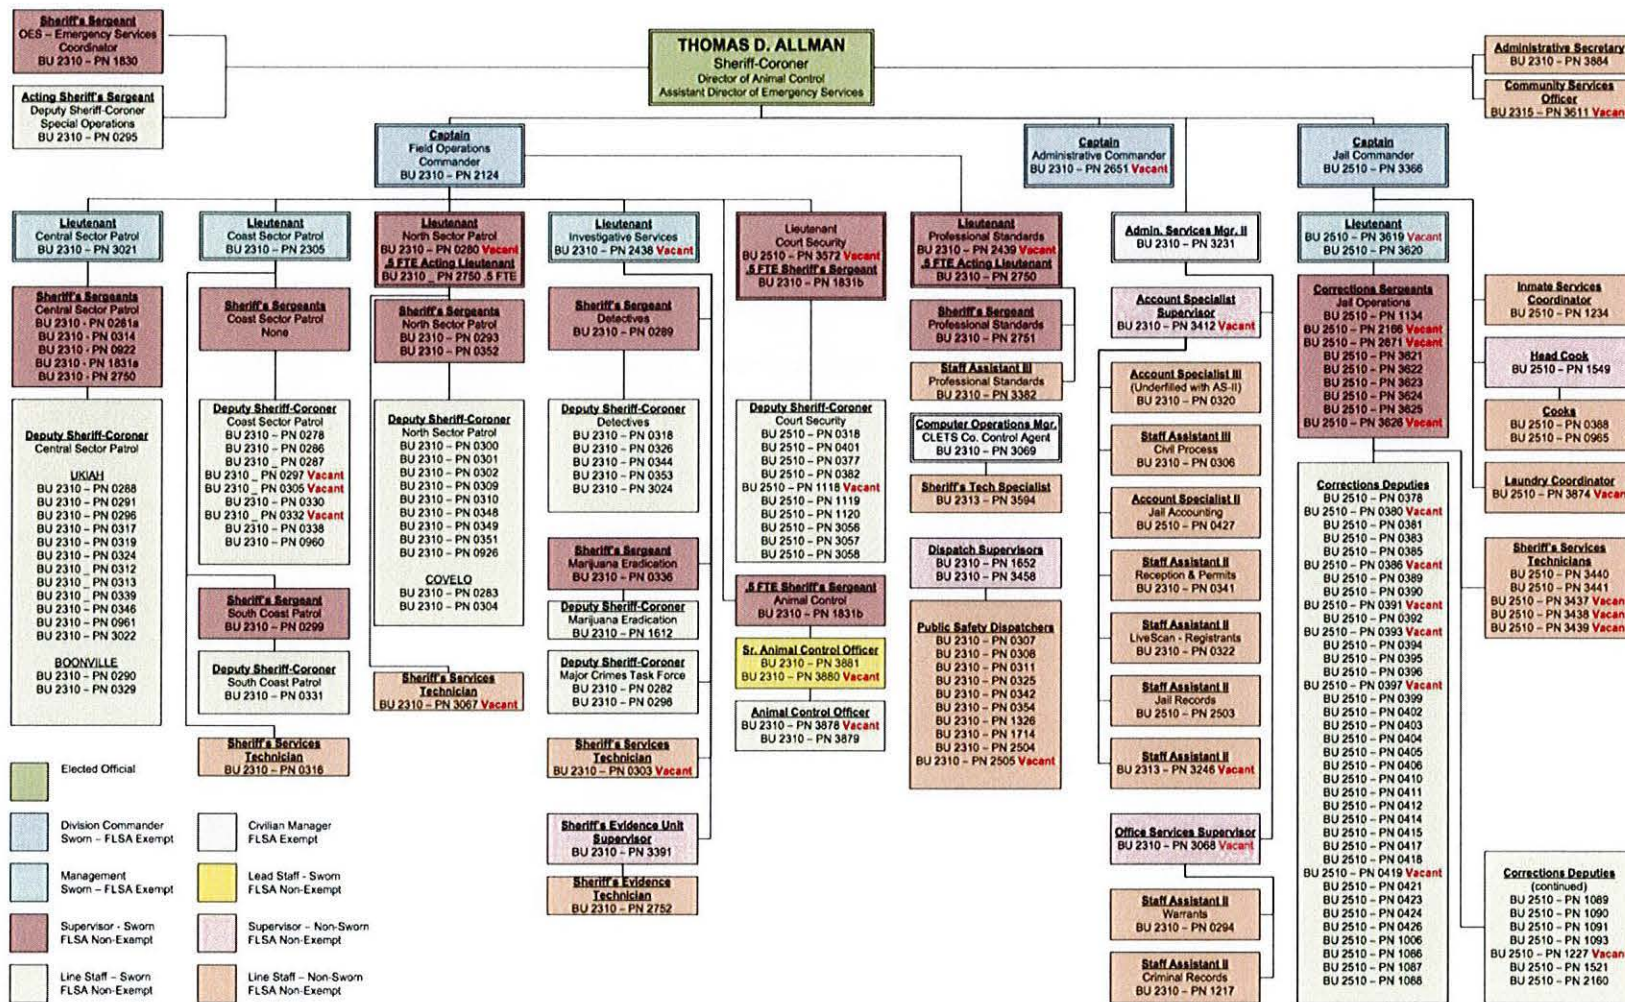 Sheriff's Sergeant
OES – Emergency Services
Coordinator
BU 2310 – PN 1830
Acting Sheriff's Sergeant
Deputy Sheriff-Coroner
Special Operations
BU 2310 – PN 0295
THOMAS D. ALLMAN
Sheriff-Coroner
Director of Animal Control
Assistant Director of Emergency Services
Administrative Secretary
BU 2310 – PN 3884
Community Services
Officer
BU 2315 – PN 3611 Vacant
Captain
Field Operations
Commander
BU 2310 – PN 2124
Captain
Administrative Commander
BU 2310 – PN 2651 Vacant
Captain
Jail Commander
BU 2510 – PN 3366
Lieutenant
Central Sector Patrol
BU 2310 – PN 3021
Sheriff's Sergeants
Central Sector Patrol
BU 2310 - PN 0281a
BU 2310 - PN 0314
BU 2310 - PN 0922
BU 2310 - PN 1831a
BU 2310 - PN 2750
Deputy Sheriff-Coroner
Central Sector Patrol
UKIAH
BU 2310 – PN 0288
BU 2310 – PN 0291
BU 2310 – PN 0296
BU 2310 – PN 0317
BU 2310 – PN 0319
BU 2310 – PN 0324
BU 2310 _ PN 0312
BU 2310 _ PN 0313
BU 2310 _ PN 0339
BU 2310 – PN 0346
BU 2310 – PN 0961
BU 2310 – PN 3022
BOONVILLE
BU 2310 – PN 0290
BU 2310 – PN 0329
Lieutenant
Coast Sector Patrol
BU 2310 – PN 2305
Sheriff's Sergeants
Coast Sector Patrol
None
Deputy Sheriff-Coroner
Coast Sector Patrol
BU 2310 – PN 0278
BU 2310 – PN 0286
BU 2310 _ PN 0287
BU 2310 _ PN 0297 Vacant
BU 2310 _ PN 0305 Vacant
BU 2310 – PN 0330
BU 2310 _ PN 0332 Vacant
BU 2310 – PN 0338
BU 2310 – PN 0960
Sheriff's Sergeant
South Coast Patrol
BU 2310 – PN 0299
Deputy Sheriff-Coroner
South Coast Patrol
BU 2310 – PN 0331
Sheriff's Services
Technician
BU 2310 – PN 0316
Lieutenant
North Sector Patrol
BU 2310 – PN 0280 Vacant
.5 FTE Acting Lieutenant
BU 2310 _ PN 2750 .5 FTE
Sheriff's Sergeants
North Sector Patrol
BU 2310 – PN 0293
BU 2310 – PN 0352
Deputy Sheriff-Coroner
North Sector Patrol
BU 2310 – PN 0300
BU 2310 – PN 0301
BU 2310 – PN 0302
BU 2310 – PN 0309
BU 2310 – PN 0310
BU 2310 – PN 0348
BU 2310 – PN 0349
BU 2310 – PN 0351
BU 2310 – PN 0926
COVELO
BU 2310 – PN 0283
BU 2310 – PN 0304
Sheriff's Services
Technician
BU 2310 – PN 3067 Vacant
Lieutenant
Investigative Services
BU 2310 – PN 2438 Vacant
Sheriff's Sergeant
Detectives
BU 2310 – PN 0289
Deputy Sheriff-Coroner
Detectives
BU 2310 – PN 0318
BU 2310 – PN 0326
BU 2310 – PN 0344
BU 2310 – PN 0353
BU 2310 – PN 3024
Sheriff's Sergeant
Marijuana Eradication
BU 2310 – PN 0336
Deputy Sheriff-Coroner
Marijuana Eradication
BU 2310 – PN 1612
Deputy Sheriff-Coroner
Major Crimes Task Force
BU 2310 – PN 0282
BU 2310 – PN 0298
Sheriff's Services
Technician
BU 2310 – PN 0303 Vacant
Sheriff's Evidence Unit
Supervisor
BU 2310 – PN 3391
Sheriff's Evidence
Technician
BU 2310 – PN 2752
Lieutenant
Court Security
BU 2510 – PN 3572 Vacant
.5 FTE Sheriff's Sergeant
BU 2310 – PN 1831b
Deputy Sheriff-Coroner
Court Security
BU 2510 – PN 0318
BU 2510 – PN 0401
BU 2510 – PN 0377
BU 2510 – PN 0382
BU 2510 – PN 1118 Vacant
BU 2510 – PN 1119
BU 2510 – PN 1120
BU 2510 – PN 3056
BU 2510 – PN 3057
BU 2510 – PN 3058
.5 FTE Sheriff's Sergeant
Animal Control
BU 2310 – PN 1831b
Sr. Animal Control Officer
BU 2310 – PN 3881
BU 2310 – PN 3880 Vacant
Animal Control Officer
BU 2310 – PN 3878 Vacant
BU 2310 – PN 3879
Lieutenant
Professional Standards
BU 2310 – PN 2439 Vacant
.5 FTE Acting Lieutenant
BU 2310 – PN 2750
Sheriff's Sergeant
Professional Standards
BU 2310 – PN 2751
Staff Assistant III
Professional Standards
BU 2310 – PN 3382
Computer Operations Mgr.
CLETS Co. Control Agent
BU 2310 – PN 3069
Sheriff's Tech Specialist
BU 2313 – PN 3594
Dispatch Supervisors
BU 2310 – PN 1652
BU 2310 – PN 3458
Public Safety Dispatchers
BU 2310 – PN 0307
BU 2310 – PN 0308
BU 2310 – PN 0311
BU 2310 – PN 0325
BU 2310 – PN 0342
BU 2310 – PN 0354
BU 2310 – PN 1326
BU 2310 – PN 1714
BU 2310 – PN 2504
BU 2310 – PN 2505 Vacant
Admin. Services Mgr. II
BU 2310 – PN 3231
Account Specialist
Supervisor
BU 2310 – PN 3412 Vacant
Account Specialist III
(Underfilled with AS-II)
BU 2310 – PN 0320
Staff Assistant III
Civil Process
BU 2310 – PN 0306
Account Specialist II
Jail Accounting
BU 2510 – PN 0427
Staff Assistant II
Reception & Permits
BU 2310 – PN 0341
Staff Assistant II
LiveScan - Registrants
BU 2310 – PN 0322
Staff Assistant II
Jail Records
BU 2510 – PN 2503
Staff Assistant II
BU 2313 – PN 3246 Vacant
Office Services Supervisor
BU 2310 – PN 3068 Vacant
Staff Assistant II
Warrants
BU 2310 – PN 0294
Staff Assistant II
Criminal Records
BU 2310 – PN 1217
Lieutenant
BU 2510 – PN 3619 Vacant
BU 2510 – PN 3620
Corrections Sergeants
Jail Operations
BU 2510 – PN 1134
BU 2510 – PN 2166 Vacant
BU 2510 – PN 2671 Vacant
BU 2510 – PN 3621
BU 2510 – PN 3622
BU 2510 – PN 3623
BU 2510 – PN 3624
BU 2510 – PN 3625
BU 2510 – PN 3626 Vacant
Corrections Deputies
BU 2510 – PN 0378
BU 2510 – PN 0380 Vacant
BU 2510 – PN 0381
BU 2510 – PN 0383
BU 2510 – PN 0385
BU 2510 – PN 0386 Vacant
BU 2510 – PN 0389
BU 2510 – PN 0390
BU 2510 – PN 0391 Vacant
BU 2510 – PN 0392
BU 2510 – PN 0393 Vacant
BU 2510 – PN 0394
BU 2510 – PN 0395
BU 2510 – PN 0396
BU 2510 – PN 0397 Vacant
BU 2510 – PN 0399
BU 2510 – PN 0402
BU 2510 – PN 0403
BU 2510 – PN 0404
BU 2510 – PN 0405
BU 2510 – PN 0406
BU 2510 – PN 0410
BU 2510 – PN 0411
BU 2510 – PN 0412
BU 2510 – PN 0414
BU 2510 – PN 0415
BU 2510 – PN 0417
BU 2510 – PN 0418
BU 2510 – PN 0419 Vacant
BU 2510 – PN 0421
BU 2510 – PN 0423
BU 2510 – PN 0424
BU 2510 – PN 0426
BU 2510 – PN 1006
BU 2510 – PN 1086
BU 2510 – PN 1087
BU 2510 – PN 1088
Inmate Services
Coordinator
BU 2510 – PN 1234
Head Cook
BU 2510 – PN 1549
Cooks
BU 2510 – PN 0388
BU 2510 – PN 0965
Laundry Coordinator
BU 2510 – PN 3874 Vacant
Sheriff's Services
Technicians
BU 2510 – PN 3440
BU 2510 – PN 3441
BU 2510 – PN 3437 Vacant
BU 2510 – PN 3438 Vacant
BU 2510 – PN 3439 Vacant
Corrections Deputies
(continued)
BU 2510 – PN 1089
BU 2510 – PN 1090
BU 2510 – PN 1091
BU 2510 – PN 1093
BU 2510 – PN 1227 Vacant
BU 2510 – PN 1521
BU 2510 – PN 2160
Elected Official
Division Commander
Sworn – FLSA Exempt
Management
Sworn – FLSA Exempt
Supervisor - Sworn
FLSA Non-Exempt
Line Staff – Sworn
FLSA Non-Exempt
Civilian Manager
FLSA Exempt
Lead Staff - Sworn
FLSA Non-Exempt
Supervisor – Non-Sworn
FLSA Non-Exempt
Line Staff – Non-Sworn
FLSA Non-Exempt